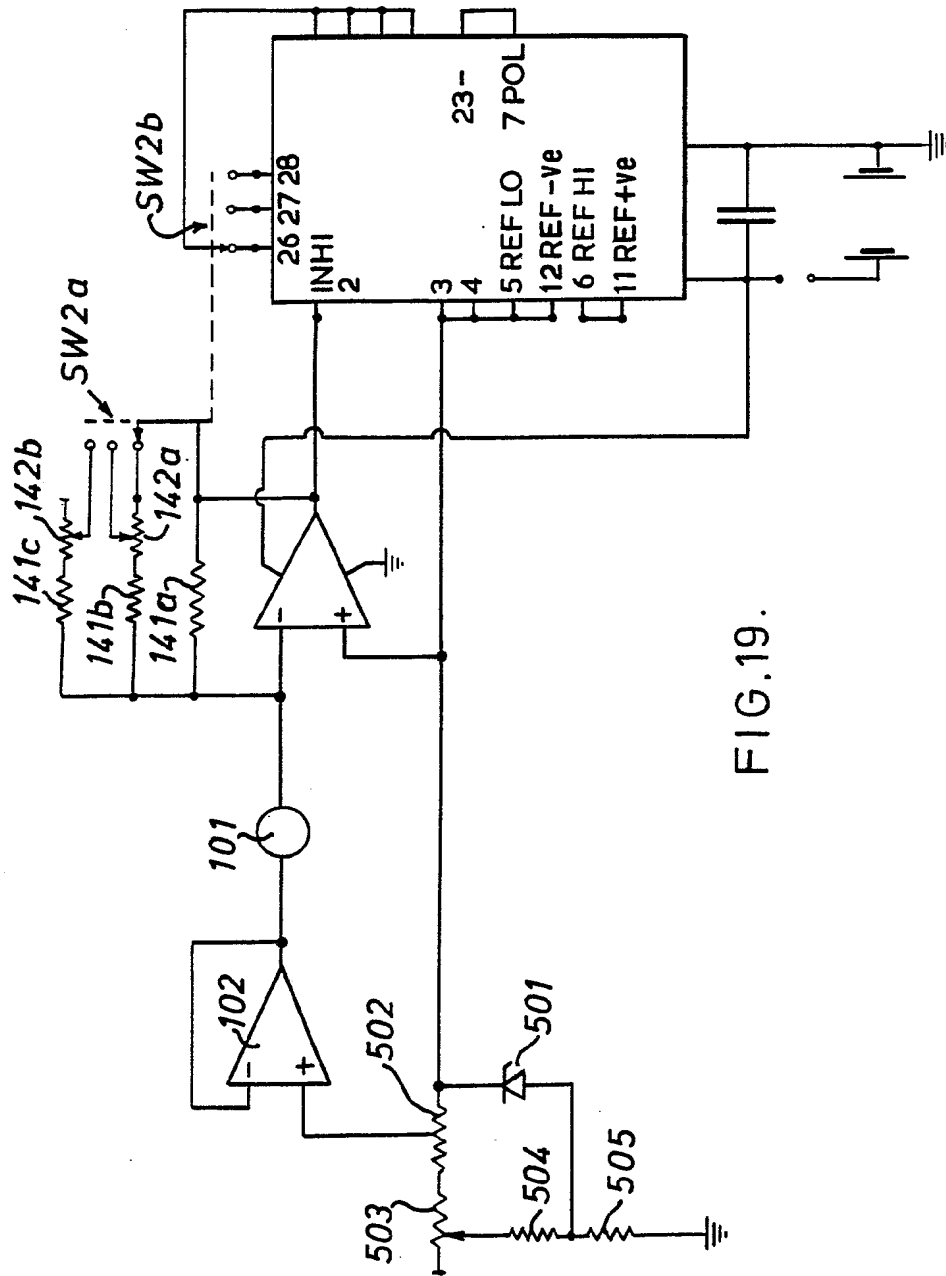 SW2b
SW2a
141c
142b
141b
142a
141a
26 27 28
INHI
2
23-
3
4
5 REF LO
7 POL
12 REF-ve
6 REF HI
11 REF+ve
101
102
-
+
-
+
502
501
503
504
505
FIG.19.